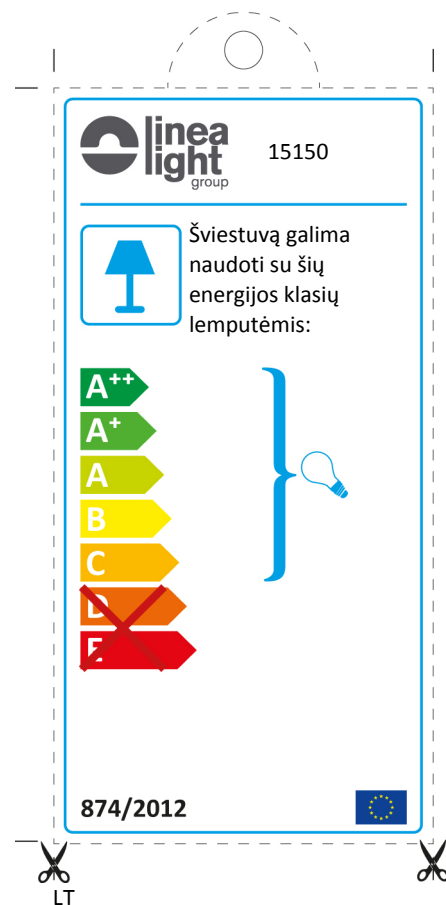 linea
light
group
15150
Šviestuvą galima
naudoti su šių
energijos klasių
lemputėmis:
A++
A+
A
B
C
D
E
874/2012
LT